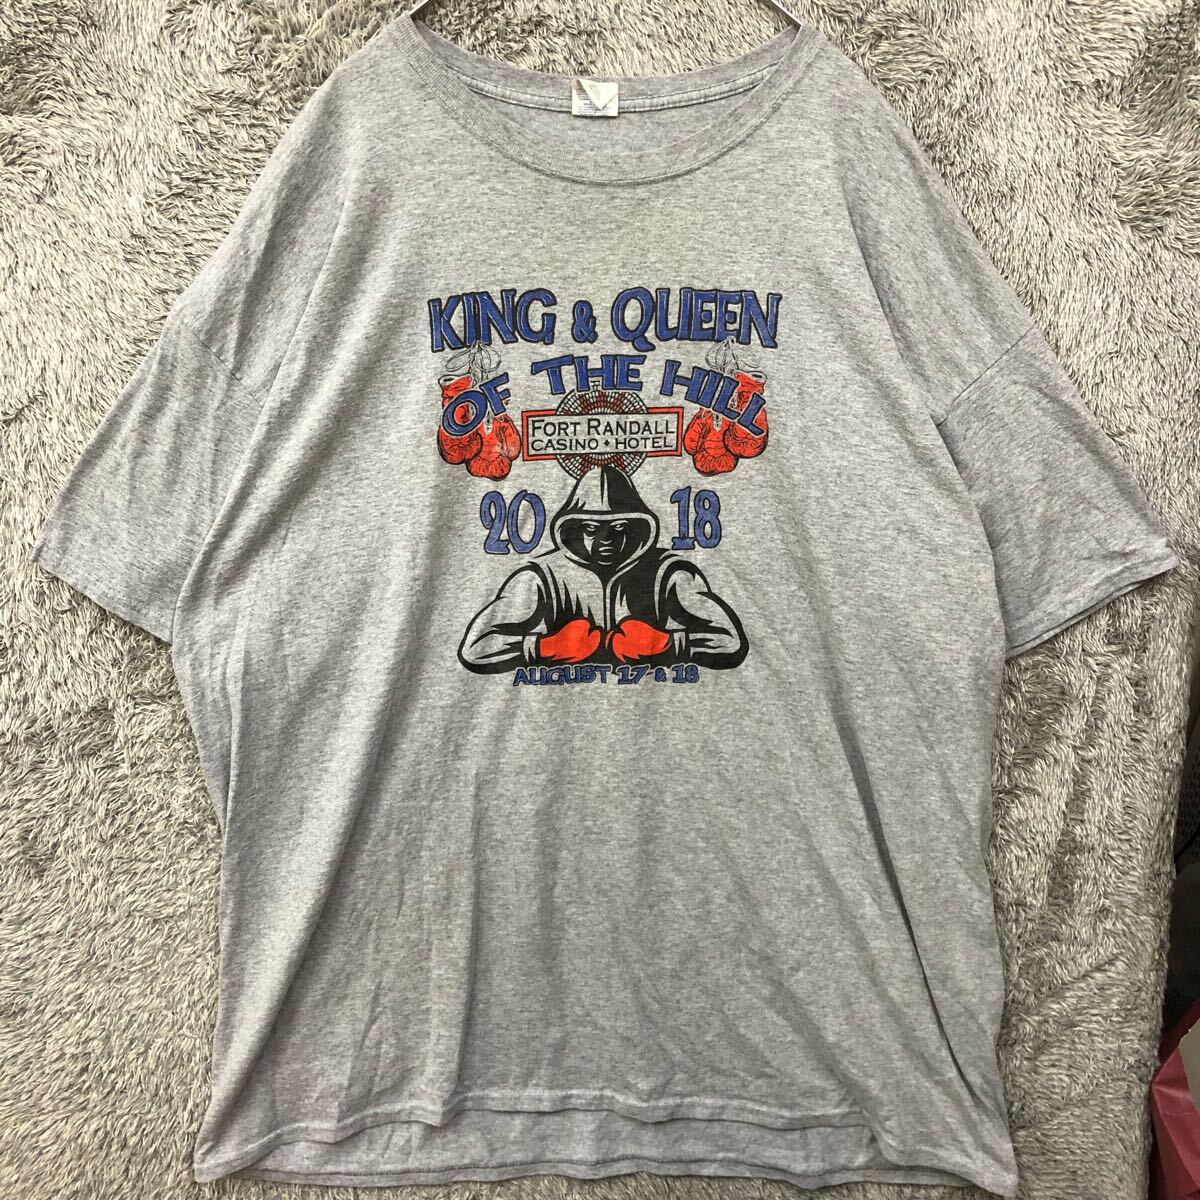 KING & QUEEN
OF THE HILL
FORT RANDALL
CASINO ♦ HOTEL
20 18
AUGUST 17 & 18